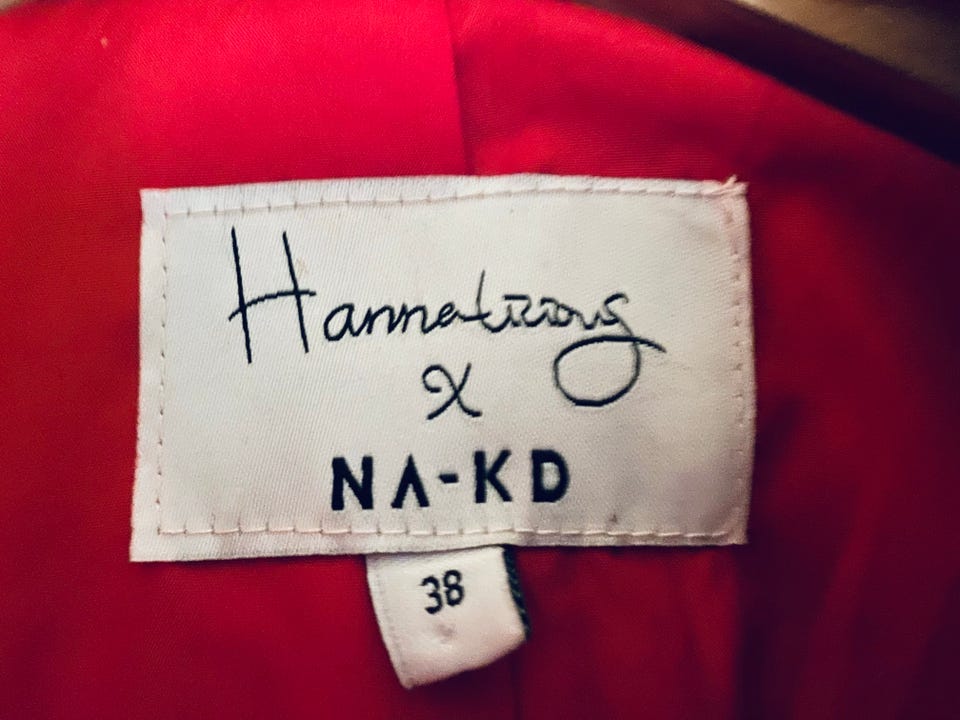 Hannalicious
X
NA-KD
38